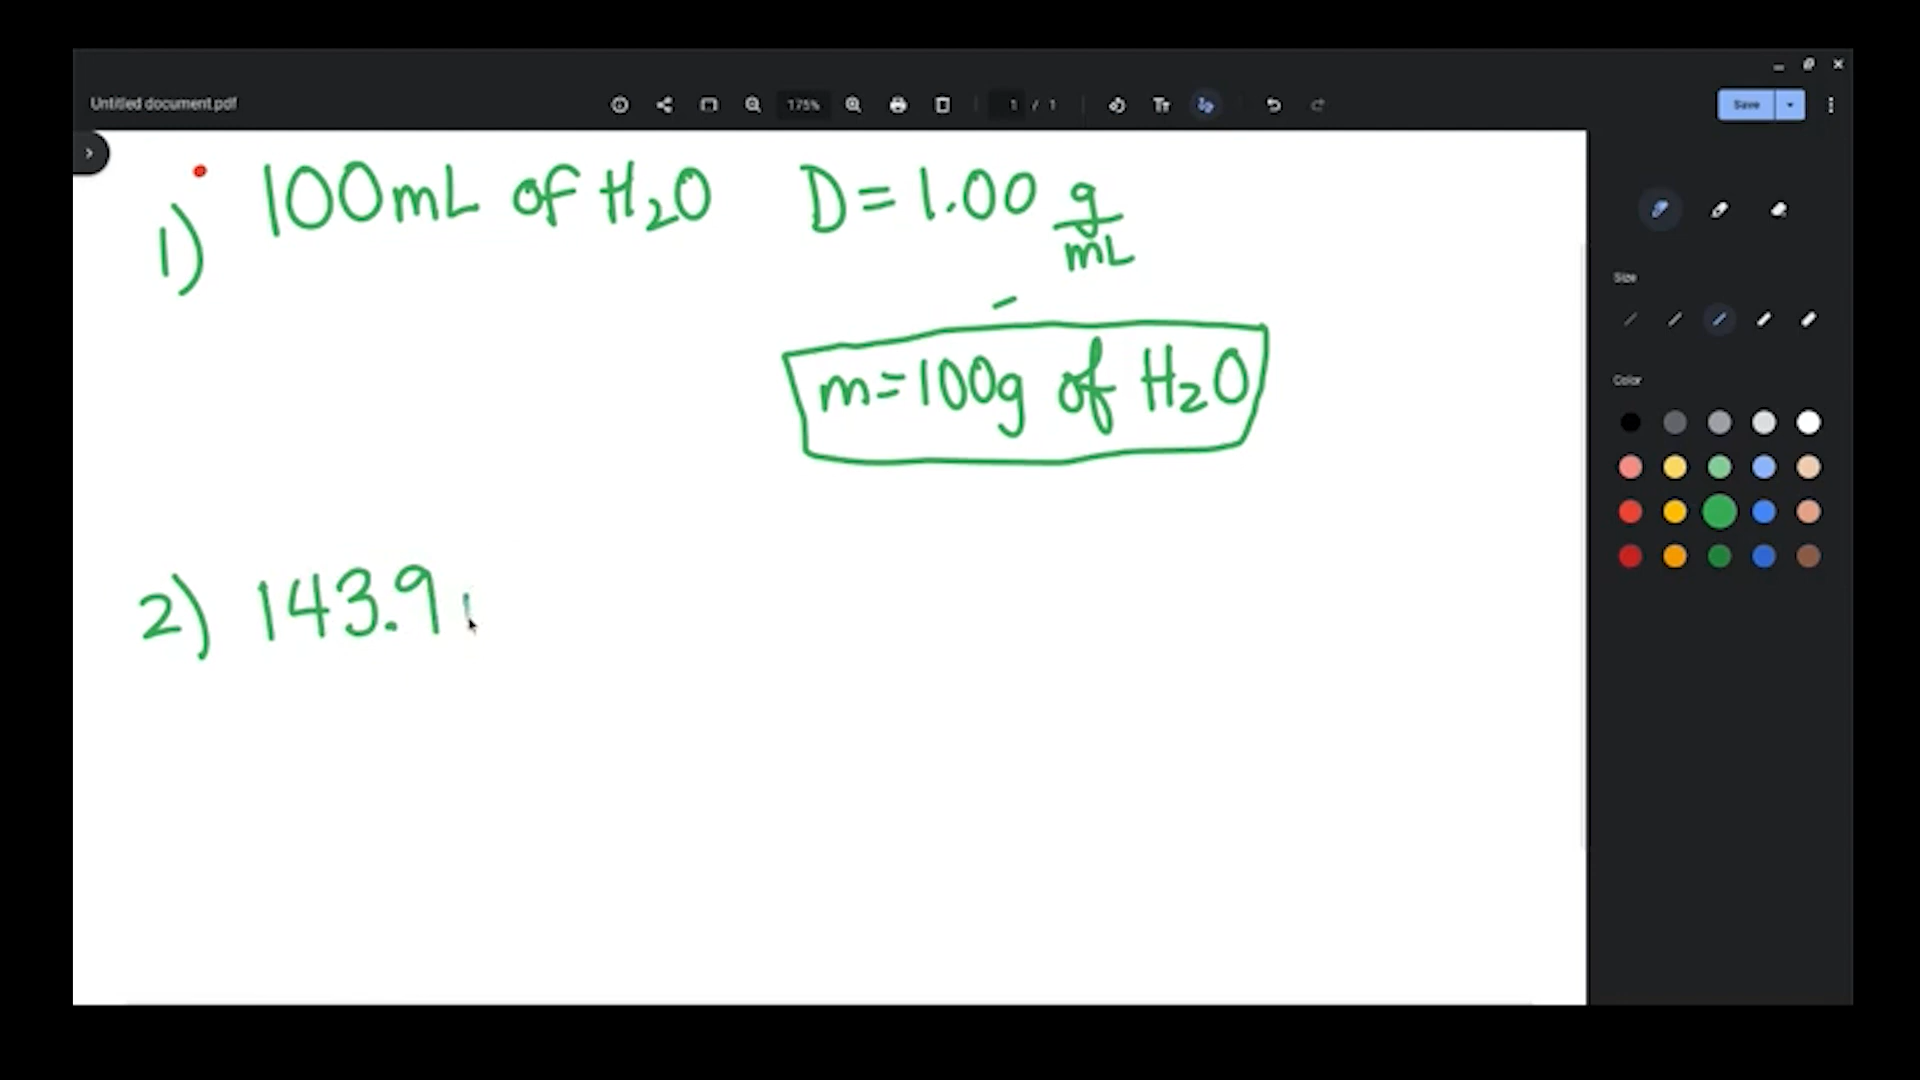 Untitled document.pdf
175%
1 / 1
Tт
Save
1) 100mL of H₂O D = 1.00 g/mL
Size
m=100g of H₂O
Color
2) 143.9